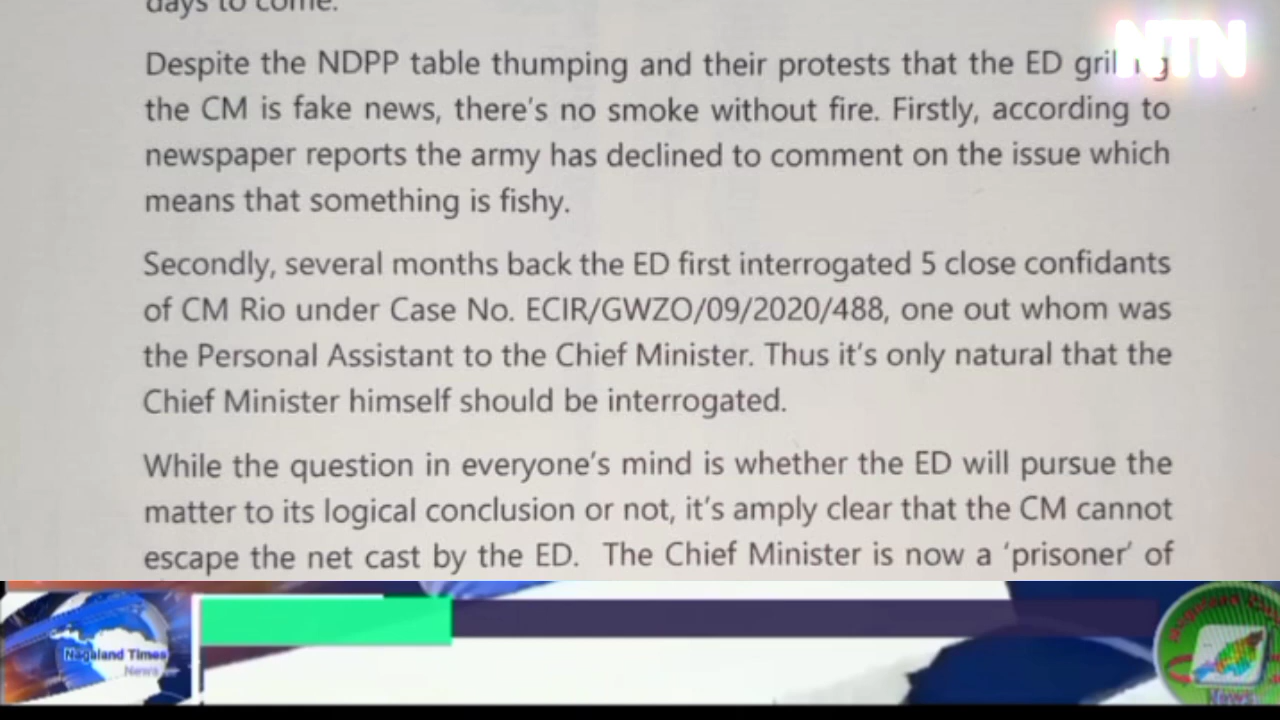 days to come.
NTN
Despite the NDPP table thumping and their protests that the ED
the CM is fake news, there's no smoke without fire. Firstly, according to
newspaper reports the army has declined to comment on the issue which
means that something is fishy.
Secondly, several months back the ED first interrogated 5 close confidants
of CM Rio under Case No. ECIR/GWZO/09/2020/488, one out whom was
the Personal Assistant to the Chief Minister. Thus it's only natural that the
Chief Minister himself should be interrogated.
While the question in everyone's mind is whether the ED will pursue the
matter to its logical conclusion or not, it's amply clear that the CM cannot
escape the net cast by the ED. The Chief Minister is now a 'prisoner' of
Nagaland Times
News
Nagaland
News